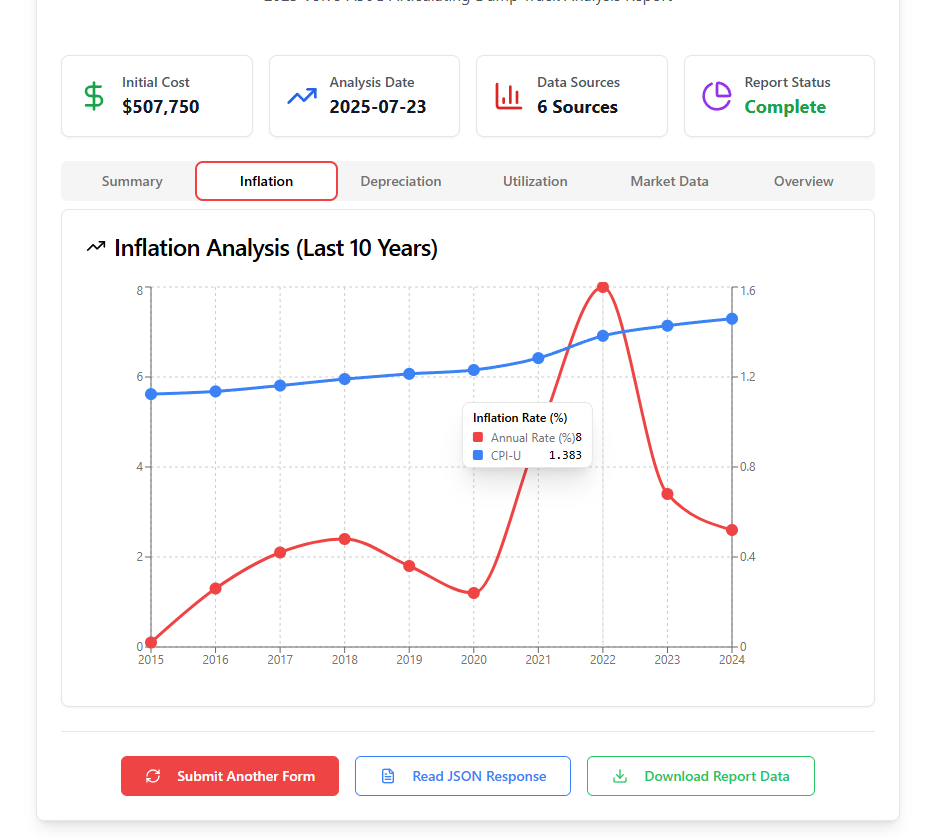 Initial Cost
$507,750
Analysis Date
2025-07-23
Data Sources
6 Sources
Report Status
Complete
Summary Inflation Depreciation Utilization Market Data Overview
Inflation Analysis (Last 10 Years)
8
6
4
2
0
1.6
1.2
0.8
0.4
0
Inflation Rate (%)
Annual Rate (%)8
CPI-U 1.383
2015 2016 2017 2018 2019 2020 2021 2022 2023 2024
Submit Another Form Read JSON Response Download Report Data